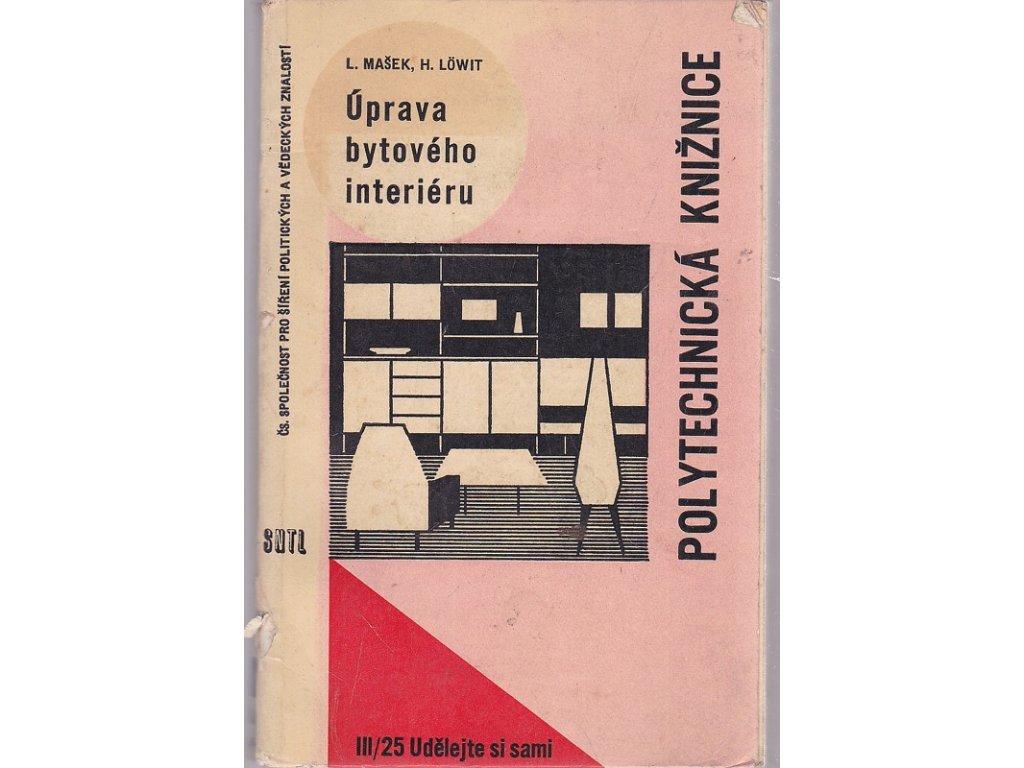 L. MAŠEK, H. LÖWIT
Úprava
bytového
interiéru
POLYTECHNICKÁ KNIŽNICE
ČS. SPOLEČNOST PRO ŠÍŘENÍ POLITICKÝCH A VĚDECKÝCH ZNALOSTÍ
SNTL
III/25 Udělejte si sami